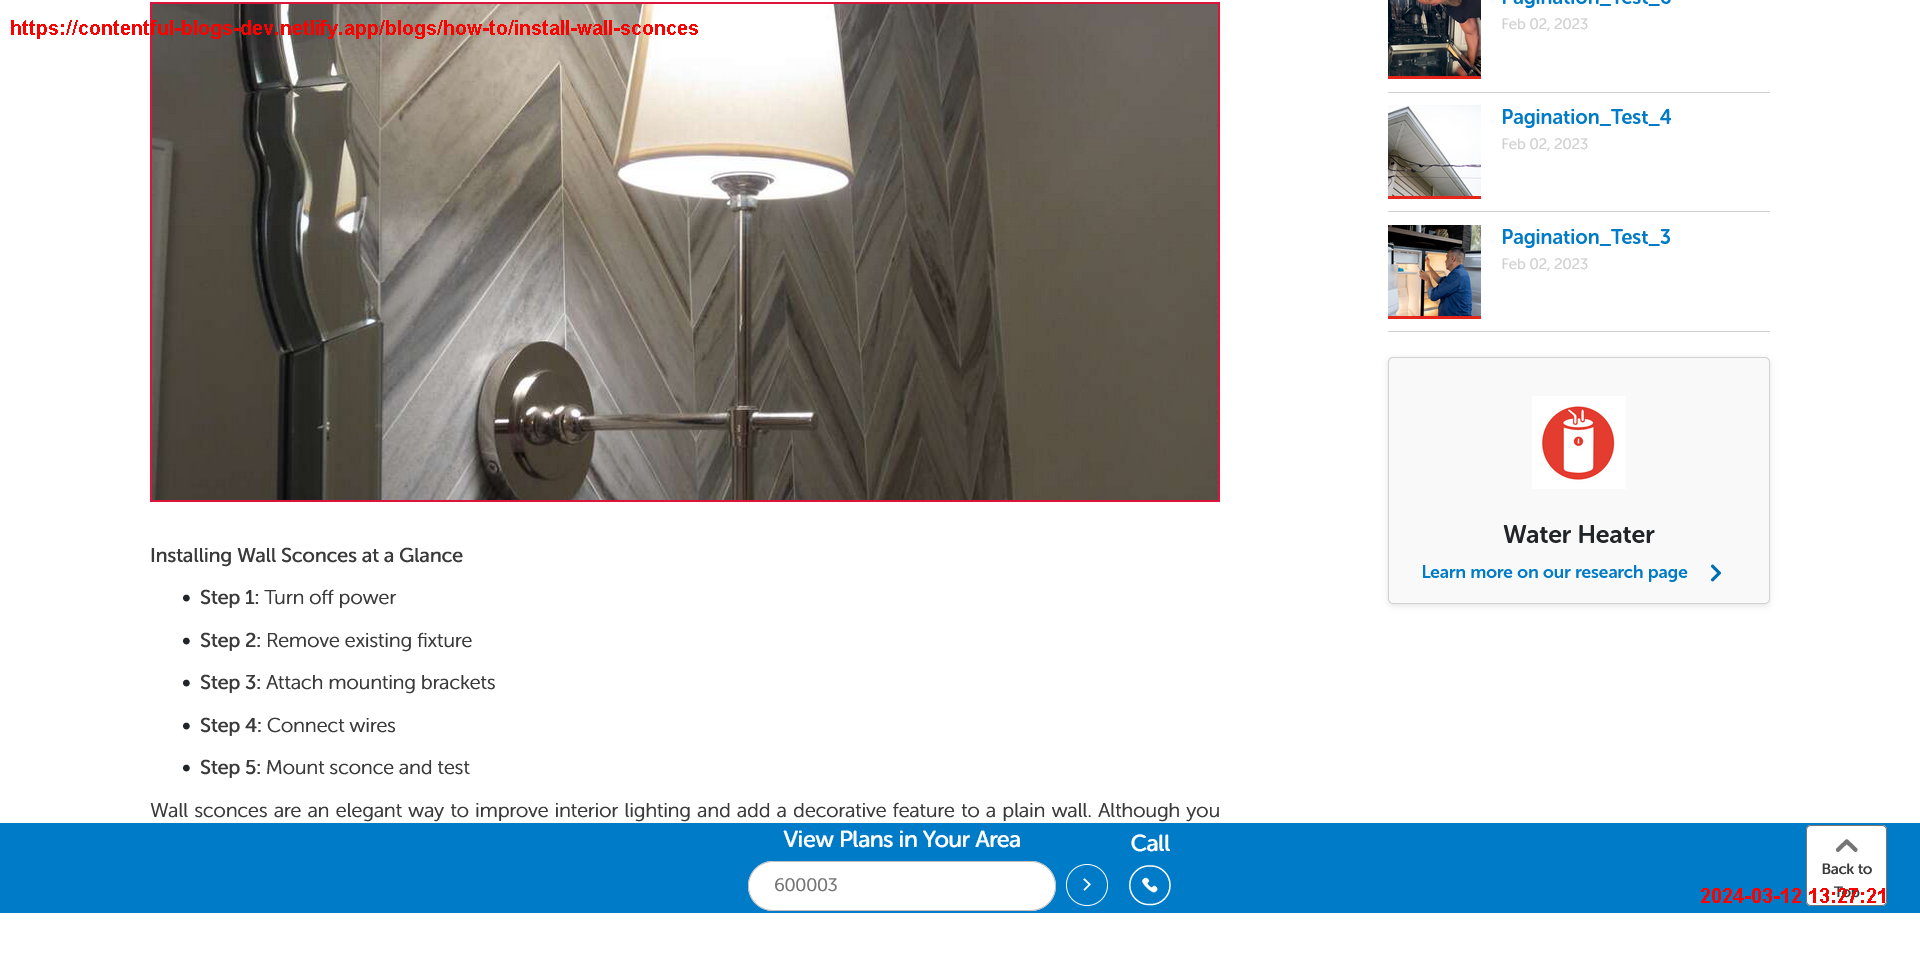 https://contentful-blogs-dev.netlify.app/blogs/how-to/install-wall-sconces
Feb 02, 2023
Pagination_Test_4
Feb 02, 2023
Pagination_Test_3
Feb 02, 2023
Water Heater
Learn more on our research page
Installing Wall Sconces at a Glance
Step 1: Turn off power
Step 2: Remove existing fixture
Step 3: Attach mounting brackets
Step 4: Connect wires
Step 5: Mount sconce and test
Wall sconces are an elegant way to improve interior lighting and add a decorative feature to a plain wall. Although you
View Plans in Your Area
600003
Call
Back to
Top
2024-03-12 13:27:21